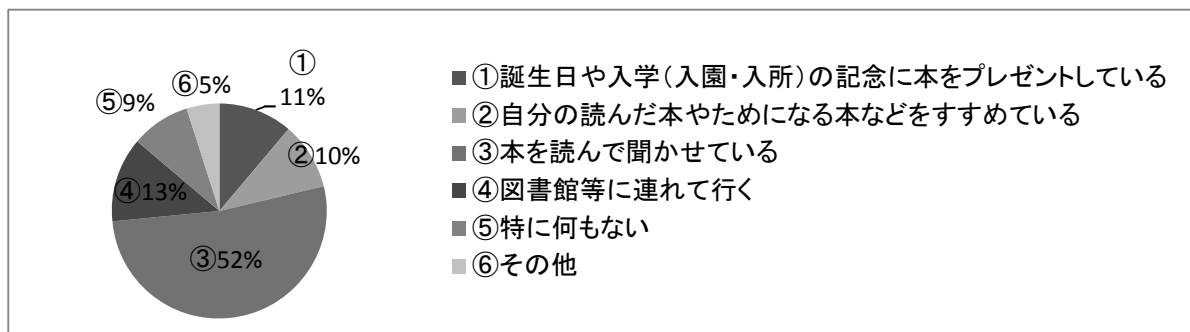 ①
11%
②10%
③52%
④13%
⑤9%
⑥5%
①誕生日や入学(入園・入所)の記念に本をプレゼントしている
②自分の読んだ本やためになる本などをすすめている
③本を読んで聞かせている
④図書館等に連れて行く
⑤特に何もない
⑥その他